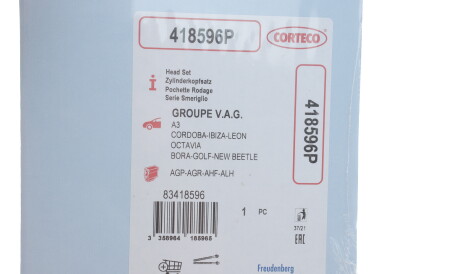 418596P
CORTECO
Head Set
Zylinderkopfsatz
Pochette Rodage
Serie Smeriglio
418596P
GROUPE V.A.G.
A3
CORDOBA-IBIZA-LEON
OCTAVIA
BORA-GOLF-NEW BEETLE
AGP-AGR-AHF-ALH
83418596
1 PC
37/21
EAC
3 358964 185965
Freudenberg